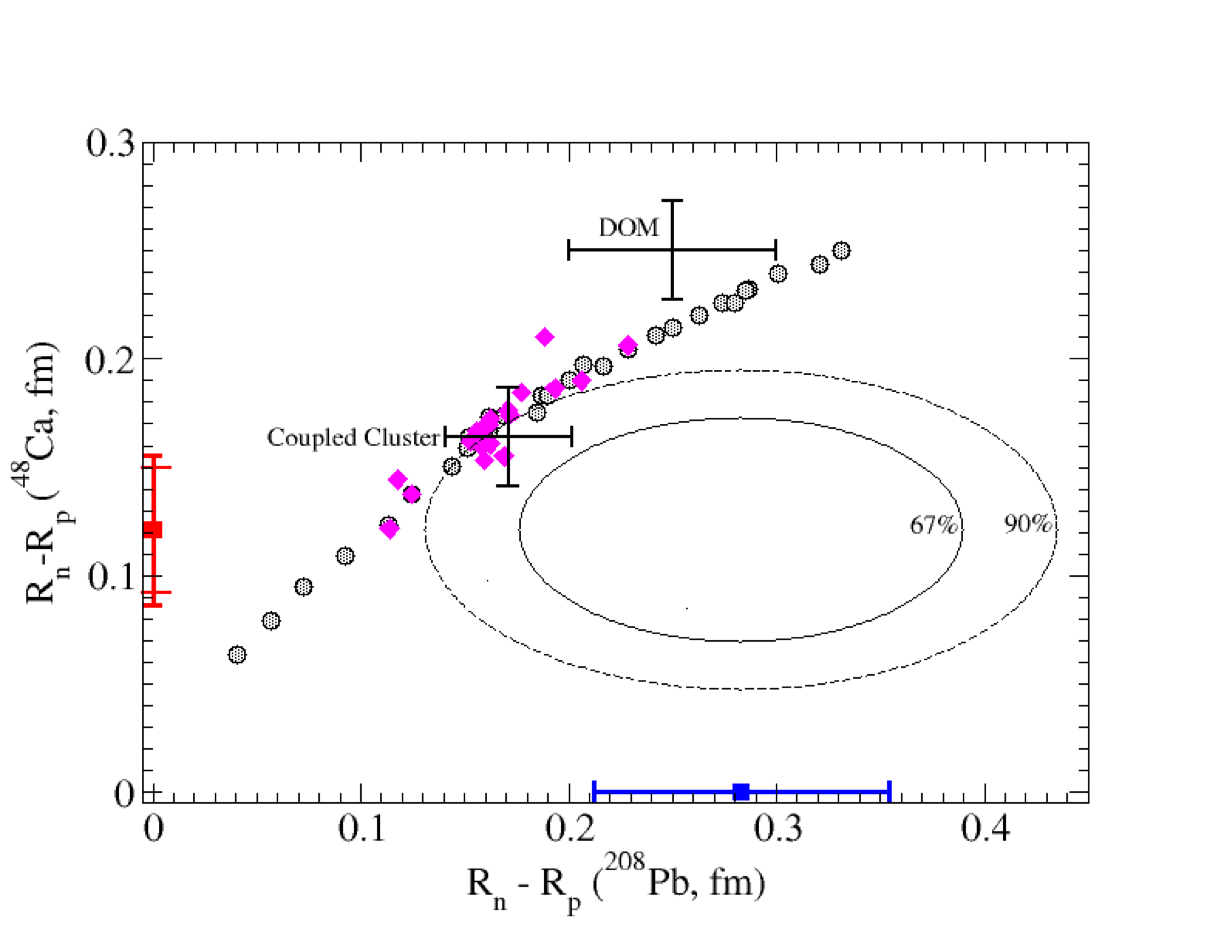 0.3
DOM
0.2
Coupled Cluster
67% 90%
0.1
0
R_n -R_p (^48Ca, fm)
0 0.1 0.2 0.3 0.4
R_n - R_p (^208Pb, fm)